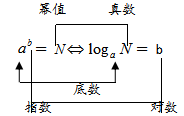 幂值 真数
a^b = N ⇔ log_a N = b
底数
指数 对数